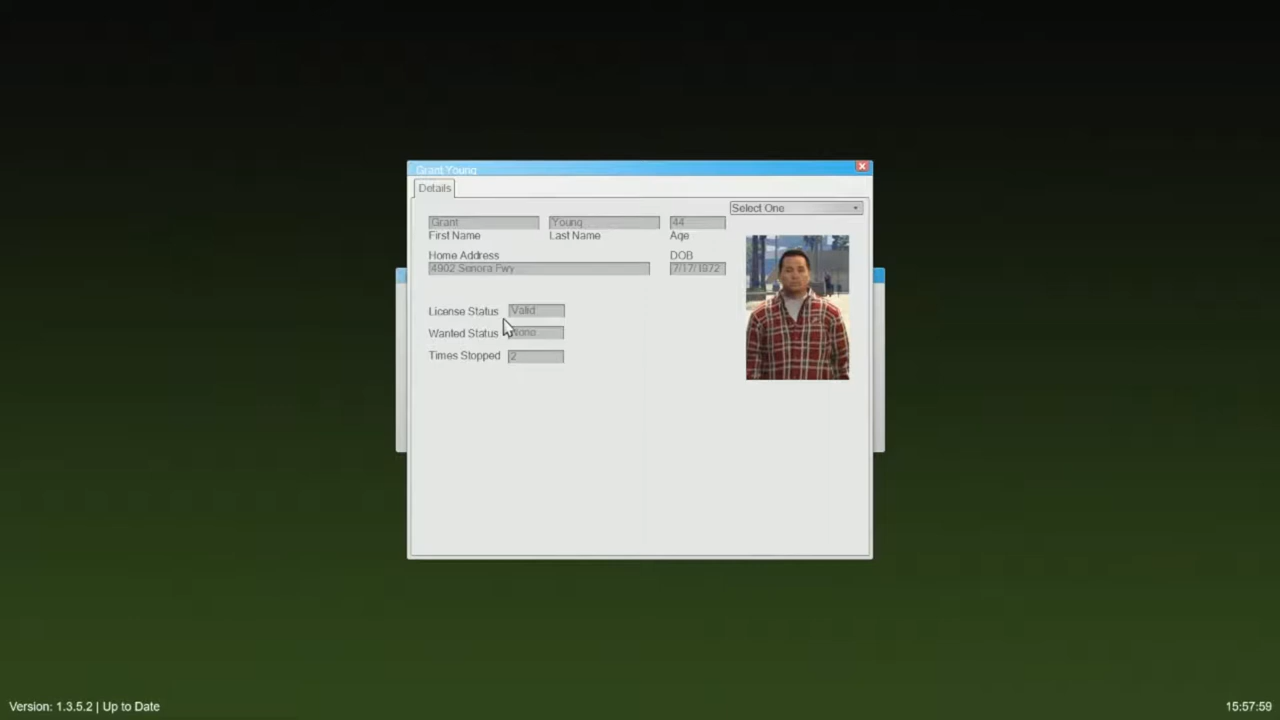 Grant Young
Details
Select One
Grant Young 44
First Name Last Name Age
Home Address DOB
4902 Senora Fwy 7/17/1972
License Status Valid
Wanted Status None
Times Stopped 2
Version: 1.3.5.2 | Up to Date 15:57:59